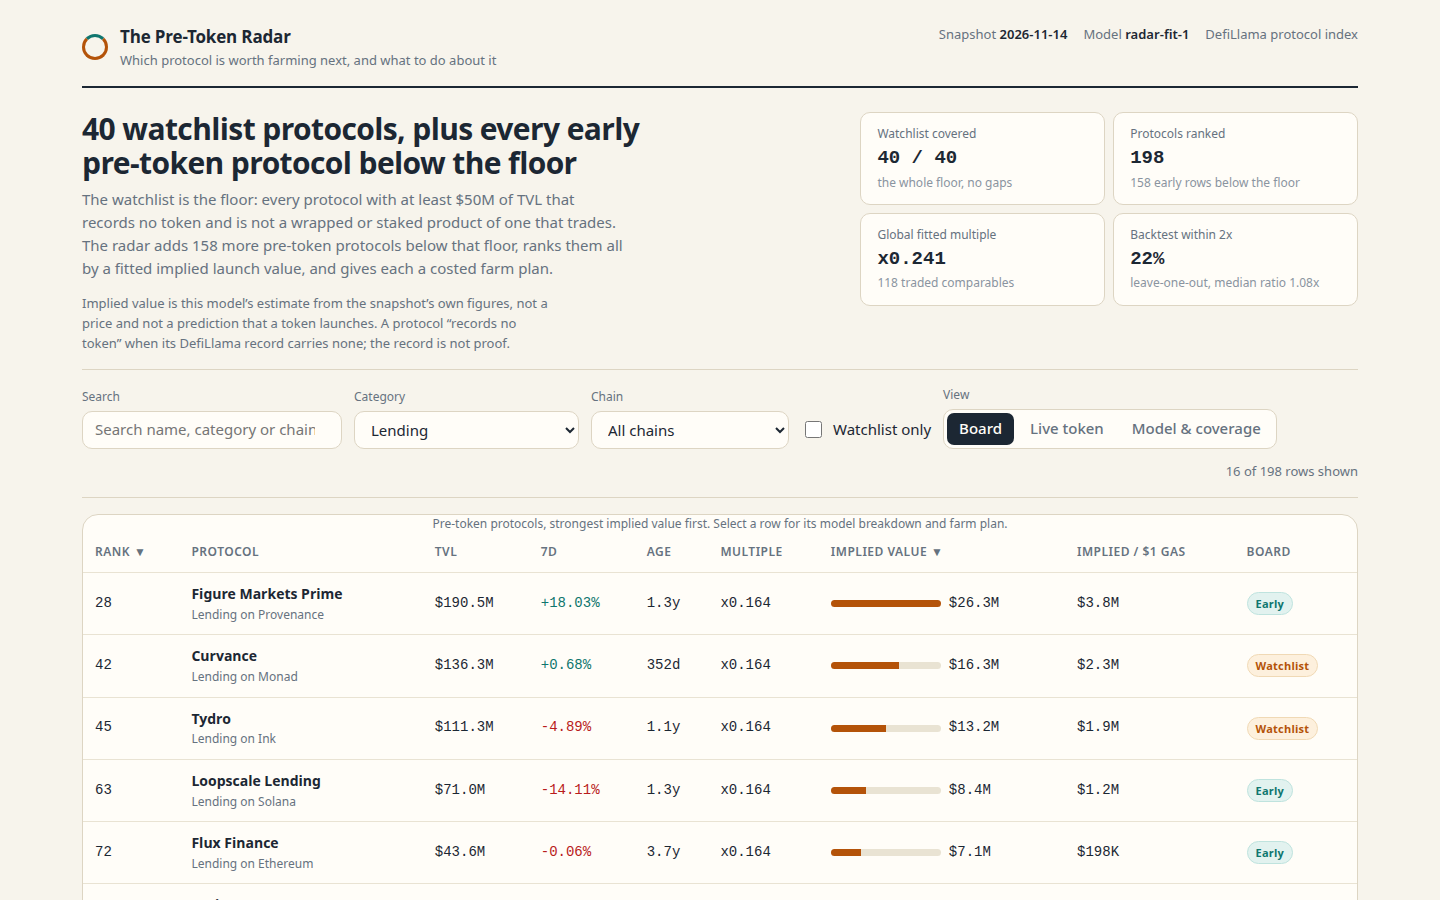 The Pre-Token Radar
Which protocol is worth farming next, and what to do about it
Snapshot 2026-11-14 Model radar-fit-1 DefiLlama protocol index
40 watchlist protocols, plus every early
pre-token protocol below the floor
The watchlist is the floor: every protocol with at least $50M of TVL that
records no token and is not a wrapped or staked product of one that trades.
The radar adds 158 more pre-token protocols below that floor, ranks them all
by a fitted implied launch value, and gives each a costed farm plan.
Implied value is this model’s estimate from the snapshot’s own figures, not a
price and not a prediction that a token launches. A protocol “records no
token” when its DefiLlama record carries none; the record is not proof.
Watchlist covered
40 / 40
the whole floor, no gaps
Protocols ranked
198
158 early rows below the floor
Global fitted multiple
x0.241
118 traded comparables
Backtest within 2x
22%
leave-one-out, median ratio 1.08x
Search
Search name, category or chain
Category
Lending
Chain
All chains
Watchlist only
View
Board Live token Model & coverage
16 of 198 rows shown
Pre-token protocols, strongest implied value first. Select a row for its model breakdown and farm plan.
RANK ▼ PROTOCOL TVL 7D AGE MULTIPLE IMPLIED VALUE ▼ IMPLIED / $1 GAS BOARD
28 Figure Markets Prime $190.5M +18.03% 1.3y x0.164 $26.3M $3.8M Early
Lending on Provenance
42 Curvance $136.3M +0.68% 352d x0.164 $16.3M $2.3M Watchlist
Lending on Monad
45 Tydro $111.3M -4.89% 1.1y x0.164 $13.2M $1.9M Watchlist
Lending on Ink
63 Loopscale Lending $71.0M -14.11% 1.3y x0.164 $8.4M $1.2M Early
Lending on Solana
72 Flux Finance $43.6M -0.06% 3.7y x0.164 $7.1M $198K Early
Lending on Ethereum